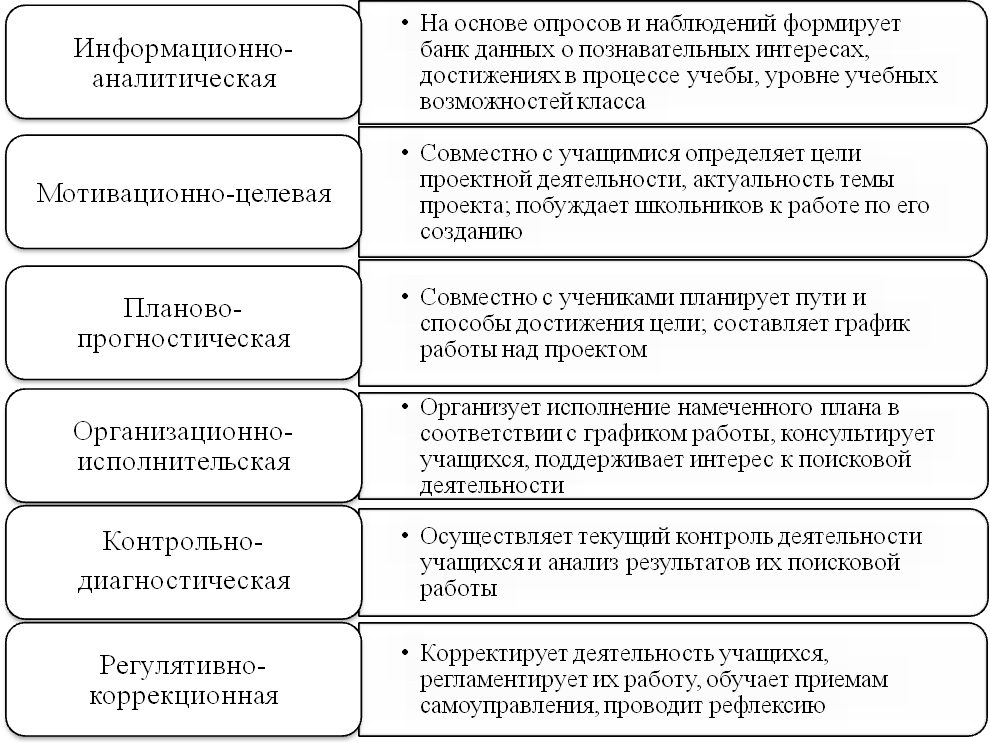 Информационно-
аналитическая
• На основе опросов и наблюдений формирует
банк данных о познавательных интересах,
достижениях в процессе учебы, уровне учебных
возможностей класса
Мотивационно-целевая
• Совместно с учащимися определяет цели
проектной деятельности, актуальность темы
проекта; побуждает школьников к работе по его
созданию
Планово-
прогностическая
• Совместно с учениками планирует пути и
способы достижения цели; составляет график
работы над проектом
Организационно-
исполнительская
• Организует исполнение намеченного плана в
соответствии с графиком работы, консультирует
учащихся, поддерживает интерес к поисковой
деятельности
Контрольно-
диагностическая
• Осуществляет текущий контроль деятельности
учащихся и анализ результатов их поисковой
работы
Регулятивно-
коррекционная
• Корректирует деятельность учащихся,
регламентирует их работу, обучает приемам
самоуправления, проводит рефлексию